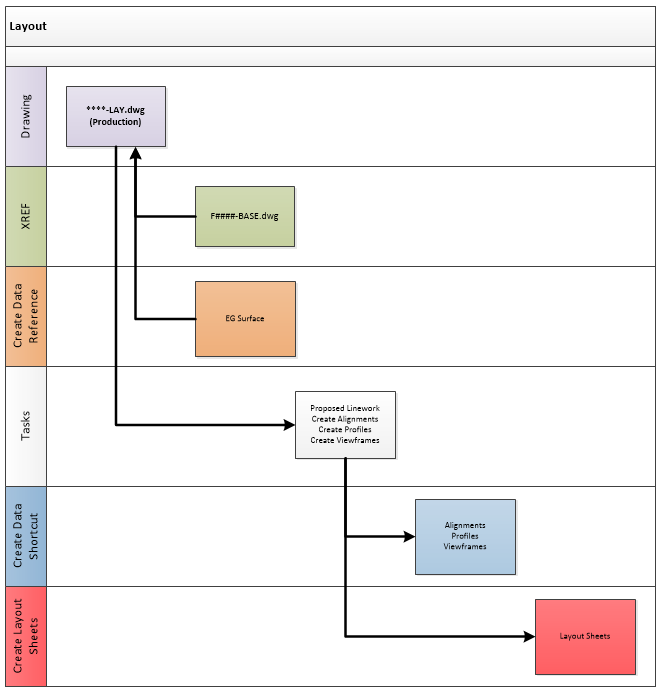 Layout
Drawing
****-LAY.dwg
(Production)
XREF
F####-BASE.dwg
Create Data
Reference
EG Surface
Tasks
Proposed Linework
Create Alignments
Create Profiles
Create Viewframes
Create Data
Shortcut
Alignments
Profiles
Viewframes
Create Layout
Sheets
Layout Sheets